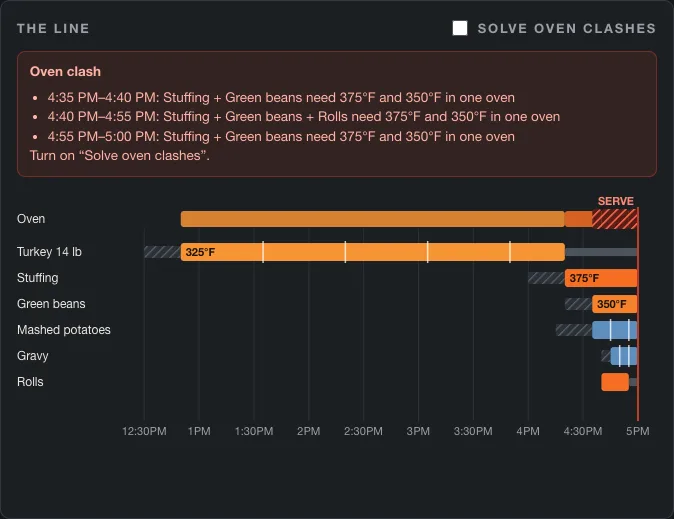 THE LINE
SOLVE OVEN CLASHES
Oven clash
• 4:35 PM–4:40 PM: Stuffing + Green beans need 375°F and 350°F in one oven
• 4:40 PM–4:55 PM: Stuffing + Green beans + Rolls need 375°F and 350°F in one oven
• 4:55 PM–5:00 PM: Stuffing + Green beans need 375°F and 350°F in one oven
Turn on “Solve oven clashes”.
SERVE
Oven
Turkey 14 lb
325°F
Stuffing
375°F
Green beans
350°F
Mashed potatoes
Gravy
Rolls
12:30PM 1PM 1:30PM 2PM 2:30PM 3PM 3:30PM 4PM 4:30PM 5PM